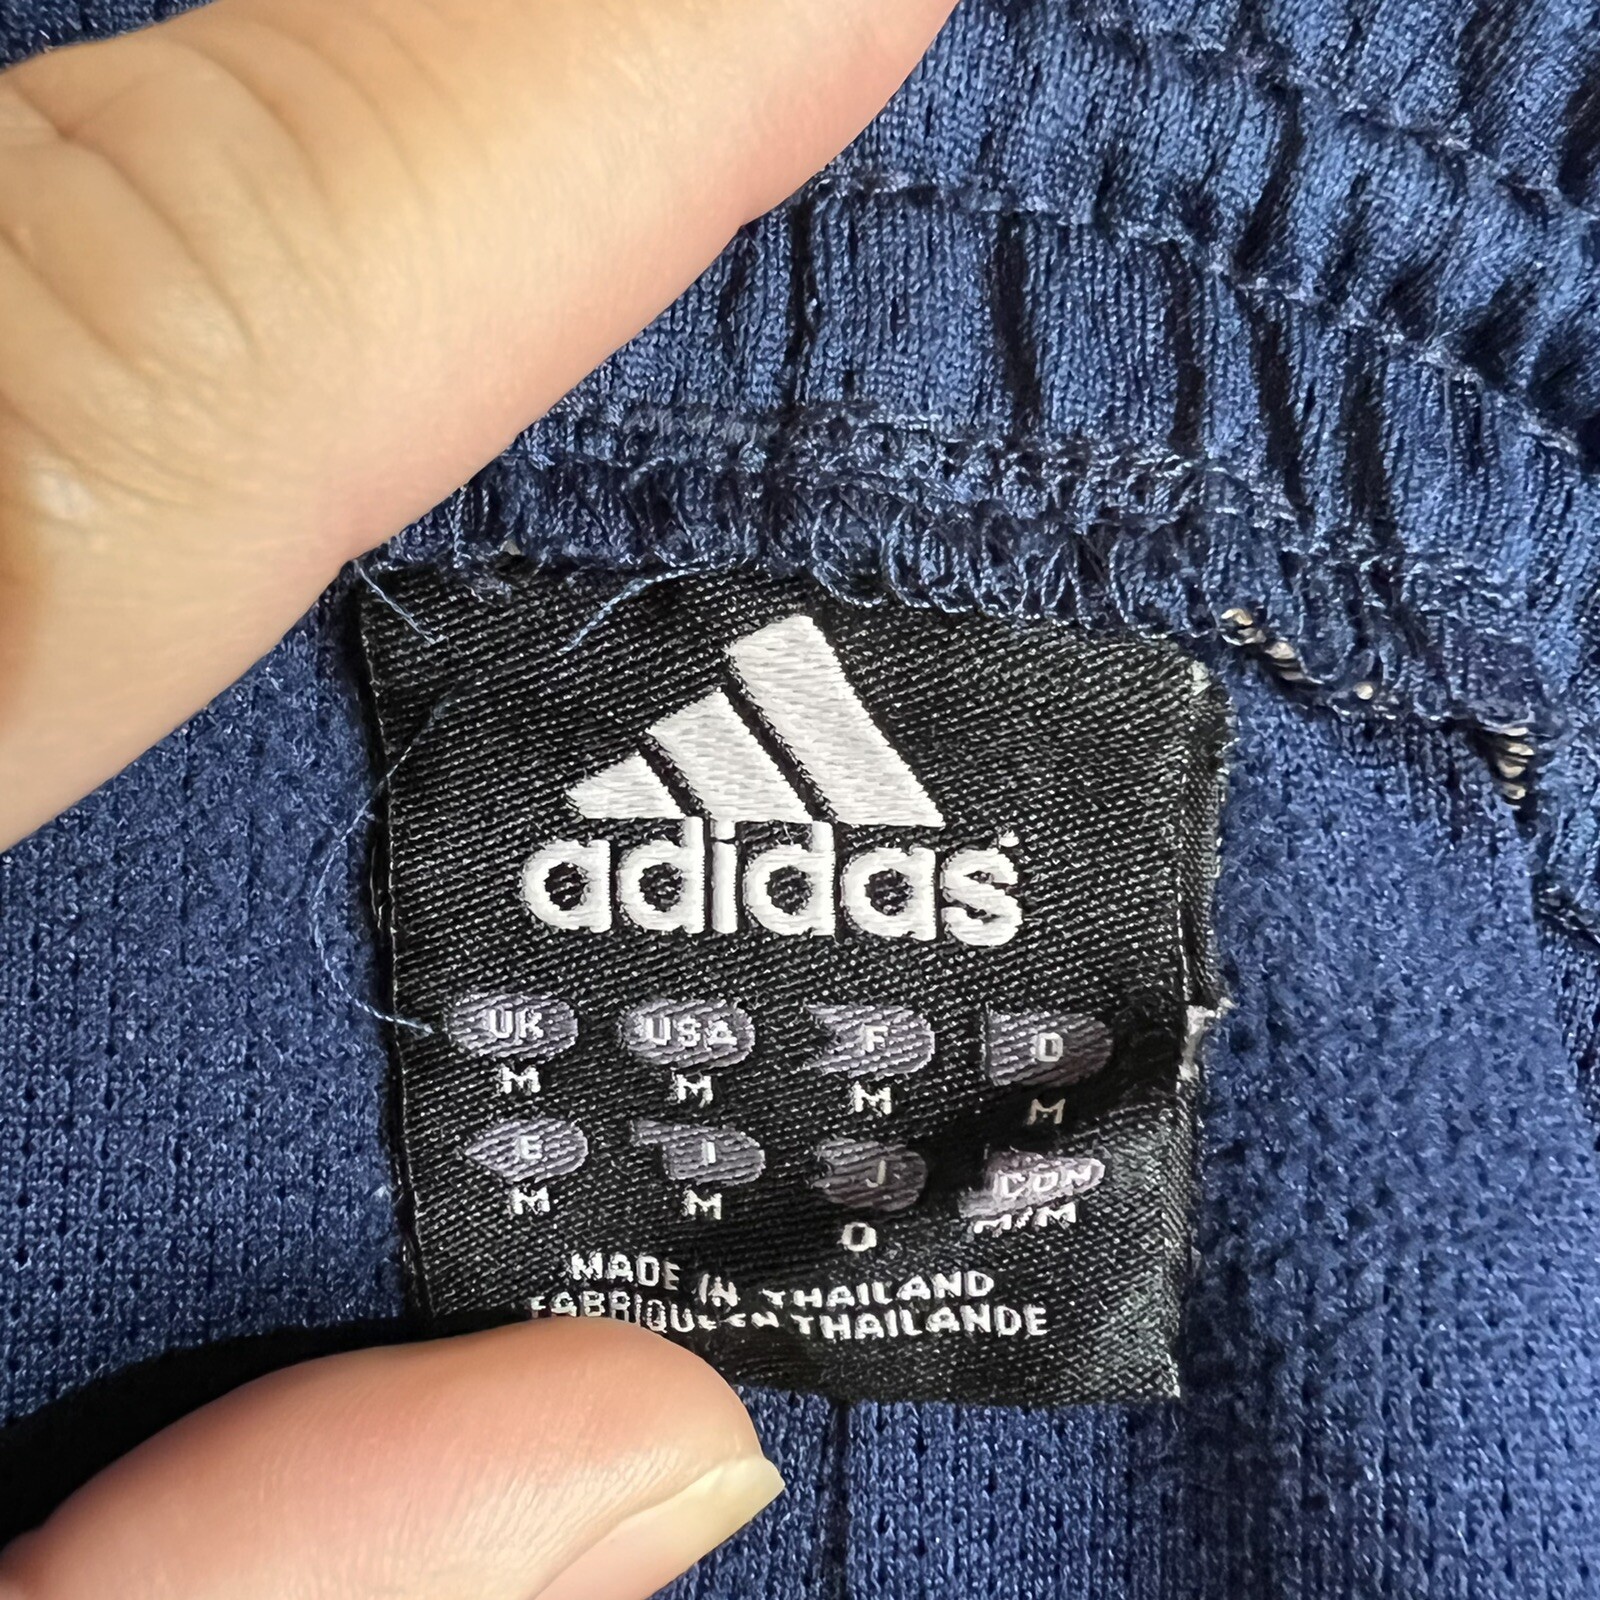 adidas
UK USA F D
M M M M
E I J CDN
M M O M/M
MADE IN THAILAND
FABRIQUE EN THAILANDE